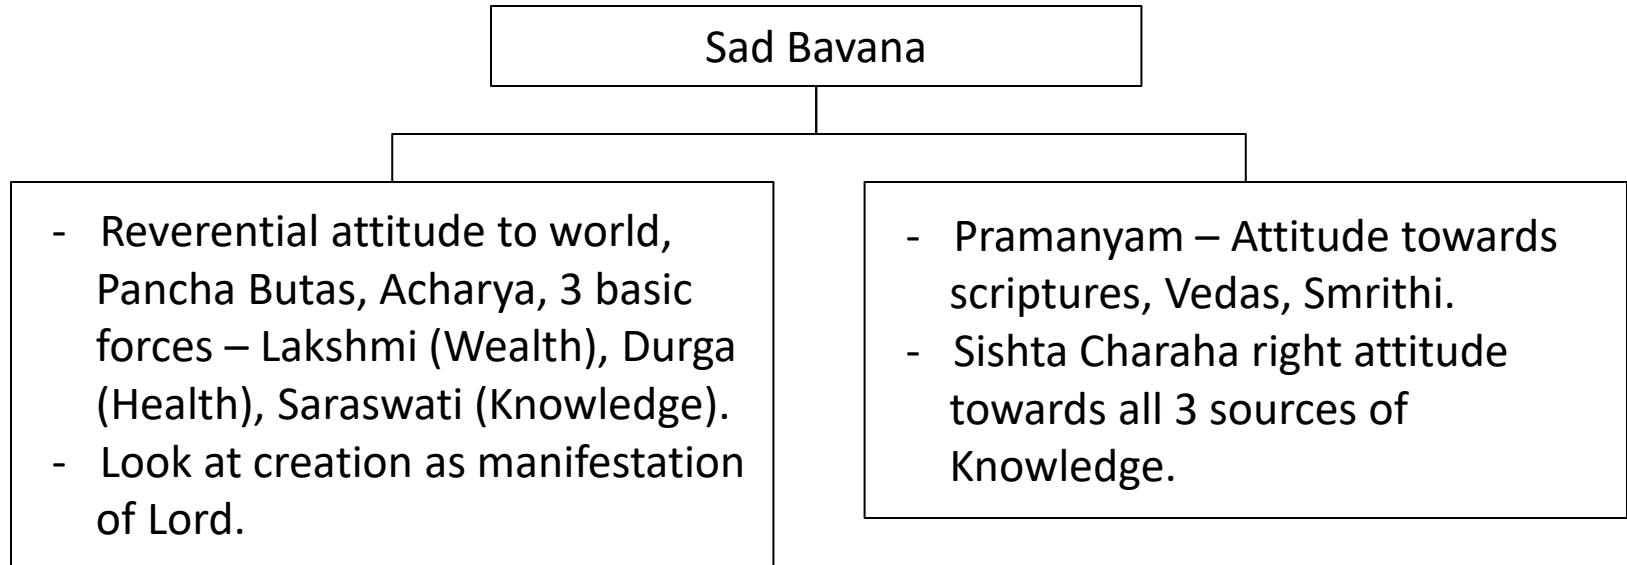 Sad Bavana
- Reverential attitude to world,
Pancha Butas, Acharya, 3 basic
forces – Lakshmi (Wealth), Durga
(Health), Saraswati (Knowledge).
- Look at creation as manifestation
of Lord.
- Pramanyam – Attitude towards
scriptures, Vedas, Smrithi.
- Sishta Charaha right attitude
towards all 3 sources of
Knowledge.